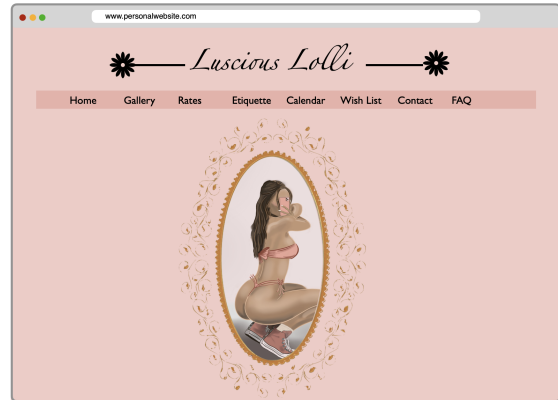 www.personalwebsite.com
Luscious Lolli
Home Gallery Rates Etiquette Calendar Wish List Contact FAQ